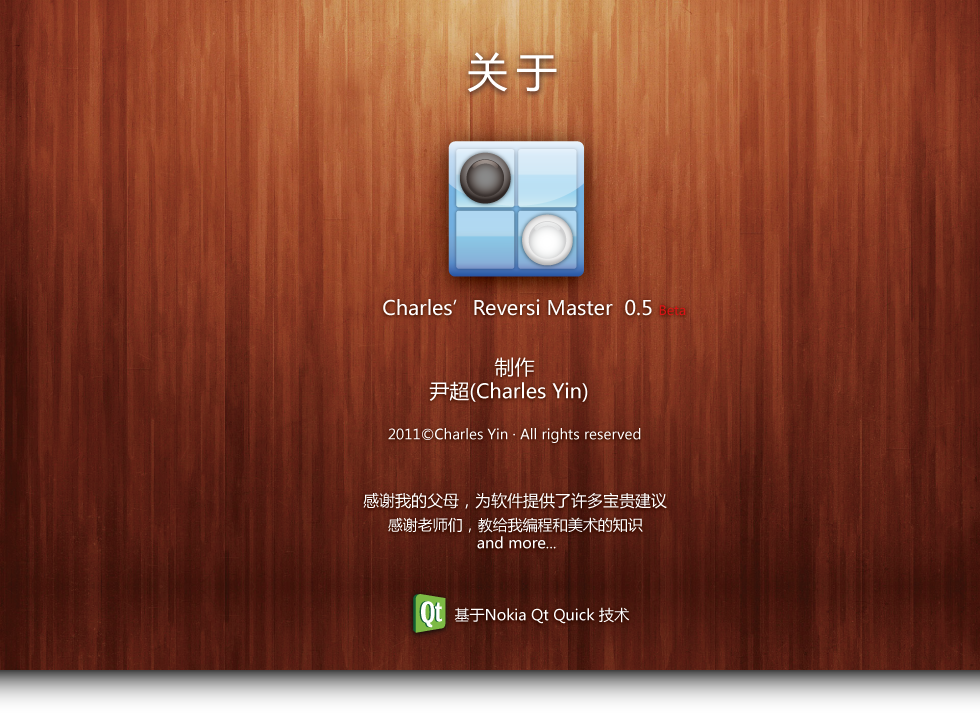 关于
Charles’ Reversi Master 0.5 Beta
制作
尹超(Charles Yin)
2011©Charles Yin · All rights reserved
感谢我的父母，为软件提供了许多宝贵建议
感谢老师们，教给我编程和美术的知识
and more...
Qt 基于Nokia Qt Quick 技术